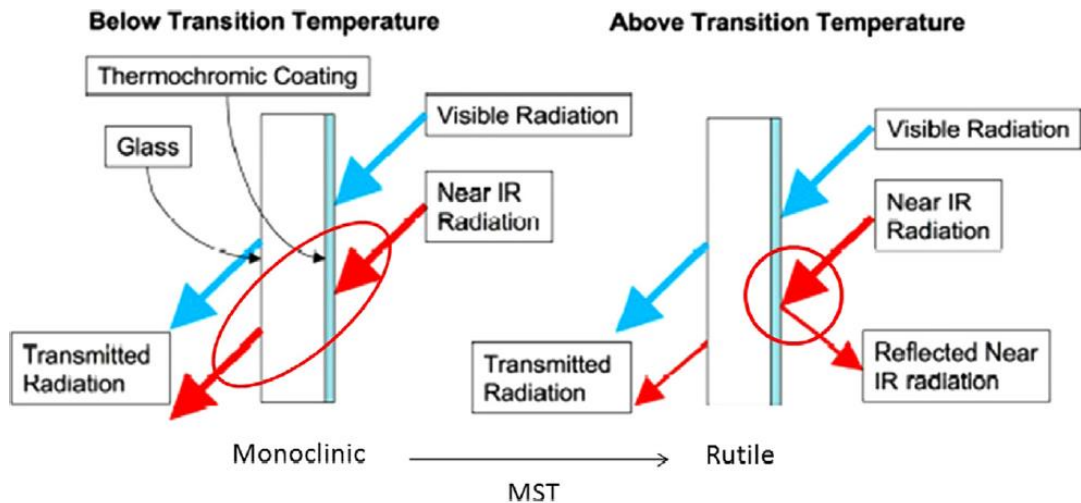 Below Transition Temperature
Thermochromic Coating
Glass
Visible Radiation
Near IR
Radiation
Transmitted
Radiation
Monoclinic
Above Transition Temperature
Visible Radiation
Near IR
Radiation
Transmitted
Radiation
Reflected Near
IR radiation
Rutile
MST